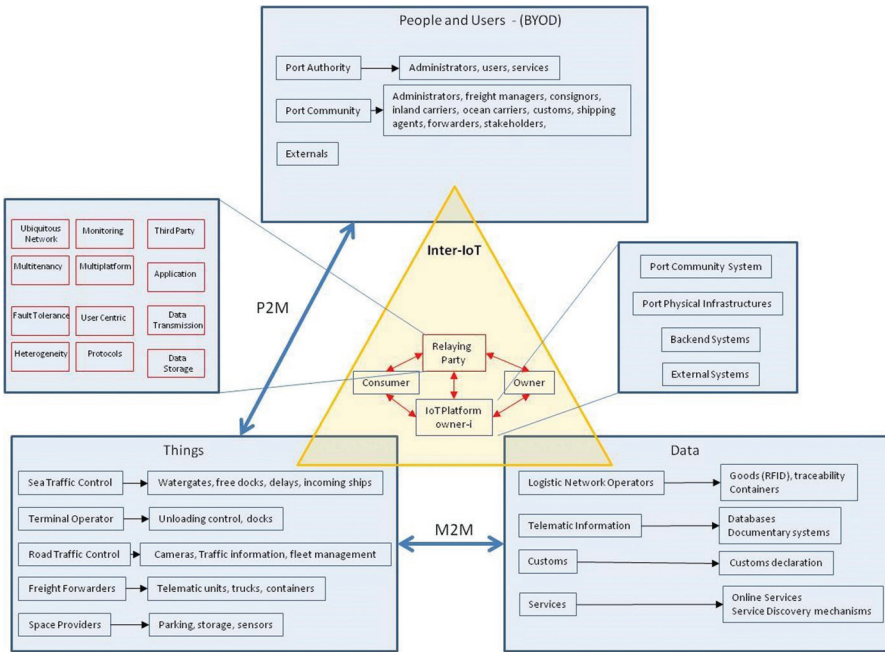 People and Users - (BYOD)
Port Authority
Administrators, users, services
Port Community
Administrators, freight managers, consignors,
inland carriers, ocean carriers, customs, shipping
agents, forwarders, stakeholders,
Externals
Ubiquitous
Network
Monitoring
Third Party
Multitenancy
Multiplatform
Application
Fault Tolerance
User Centric
Data
Transmission
Heterogeneity
Protocols
Data
Storage
P2M
Inter-IoT
Relaying
Party
Consumer
Owner
IoT Platform
owner-i
Port Community System
Port Physical Infrastructures
Backend Systems
External Systems
Things
Sea Traffic Control
Watergates, free docks, delays, incoming ships
Terminal Operator
Unloading control, docks
Road Traffic Control
Cameras, Traffic information, fleet management
Freight Forwarders
Telematic units, trucks, containers
Space Providers
Parking, storage, sensors
M2M
Data
Logistic Network Operators
Goods (RFID), traceability
Containers
Telematic Information
Databases
Documentary systems
Customs
Customs declaration
Services
Online Services
Service Discovery mechanisms